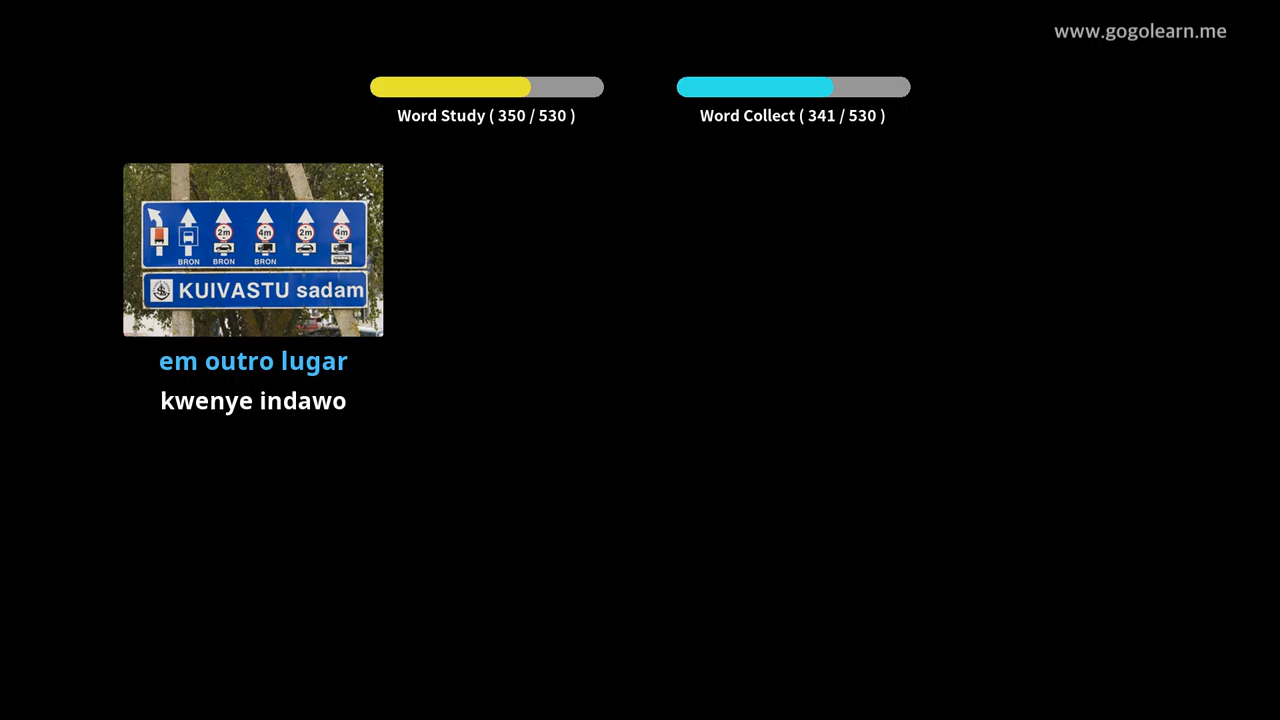 www.gogolearn.me
Word Study ( 350 / 530 )
Word Collect ( 341 / 530 )
2m 4m 2m 4m
BRON BRON BRON
KUIVASTU sadam
em outro lugar
kwenye indawo